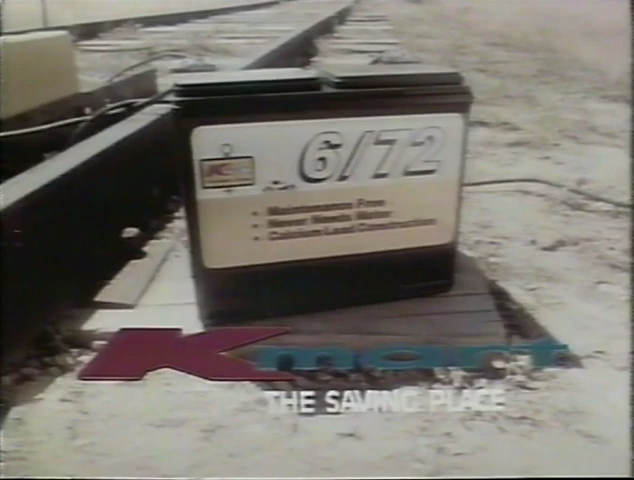 6/72
• Maintenance Free
• Never Needs Water
• Calcium Lead Construction
Kmart
THE SAVING PLACE